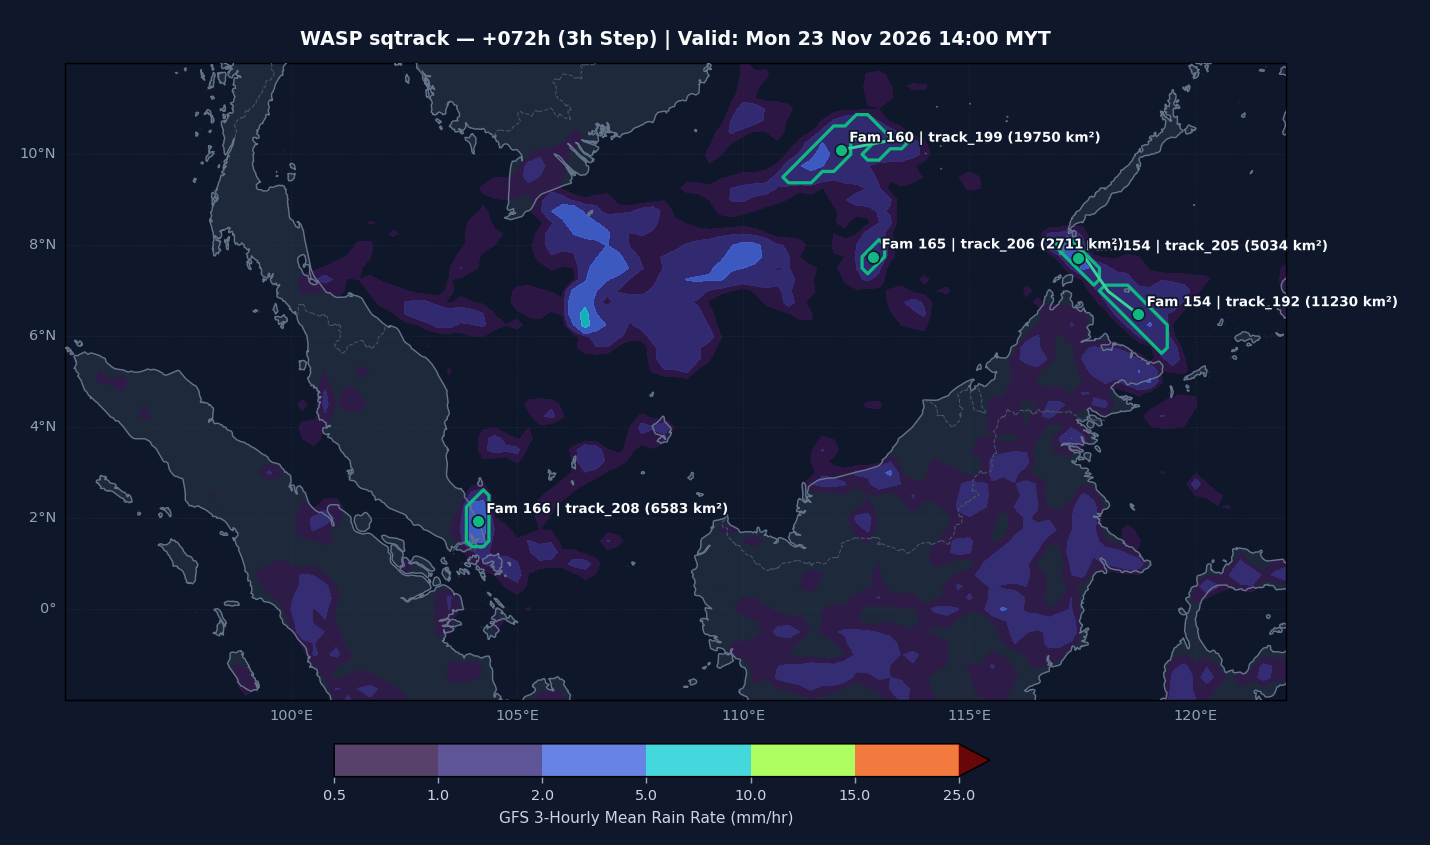 WASP sqtrack — +072h (3h Step) | Valid: Mon 23 Nov 2026 14:00 MYT
10°N
8°N
6°N
4°N
2°N
0°
Fam 160 | track_199 (19750 km²)
Fam 165 | track_206 (2711 km²)
154 | track_205 (5034 km²)
Fam 154 | track_192 (11230 km²)
Fam 166 | track_208 (6583 km²)
100°E 105°E 110°E 115°E 120°E
0.5 1.0 2.0 5.0 10.0 15.0 25.0
GFS 3-Hourly Mean Rain Rate (mm/hr)